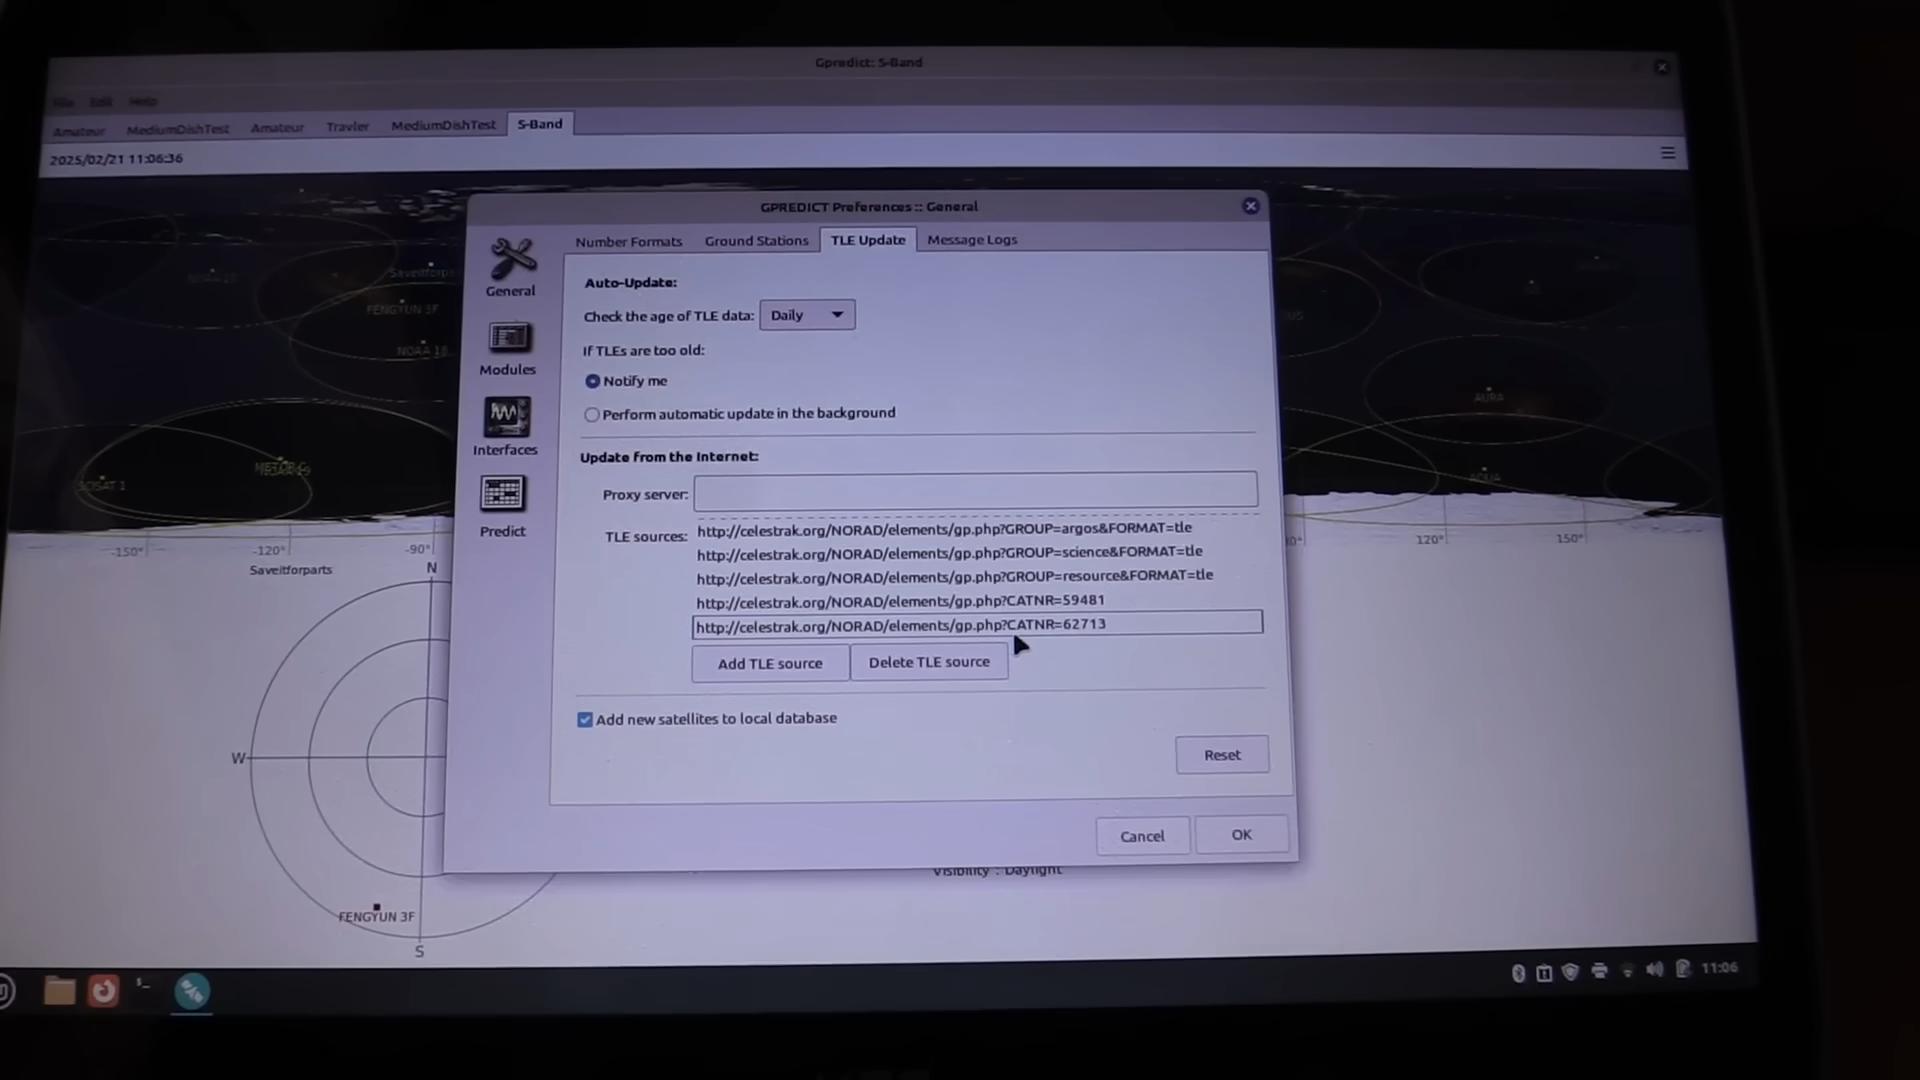 Gpredict: S-Band
File Edit Help
Amateur MediumDishTest Amateur Travler MediumDishTest S-Band
2025/02/21 11:06:36
GPREDICT Preferences :: General
Number Formats Ground Stations TLE Update Message Logs
General
Modules
Interfaces
Predict
Auto-Update:
Check the age of TLE data: Daily
If TLEs are too old:
Notify me
Perform automatic update in the background
Update from the Internet:
Proxy server:
TLE sources:
http://celestrak.org/NORAD/elements/gp.php?GROUP=argos&FORMAT=tle
http://celestrak.org/NORAD/elements/gp.php?GROUP=science&FORMAT=tle
http://celestrak.org/NORAD/elements/gp.php?GROUP=resource&FORMAT=tle
http://celestrak.org/NORAD/elements/gp.php?CATNR=59481
http://celestrak.org/NORAD/elements/gp.php?CATNR=62713
Add TLE source Delete TLE source
Add new satellites to local database
Reset
Cancel OK
FENGYUN 3F
SCISAT 1
AURA
AQUA
-150° -120° -90° 120° 150°
Saveitforparts
N
W
FENGYUN 3F
S
Visibility : Daylight
11:06